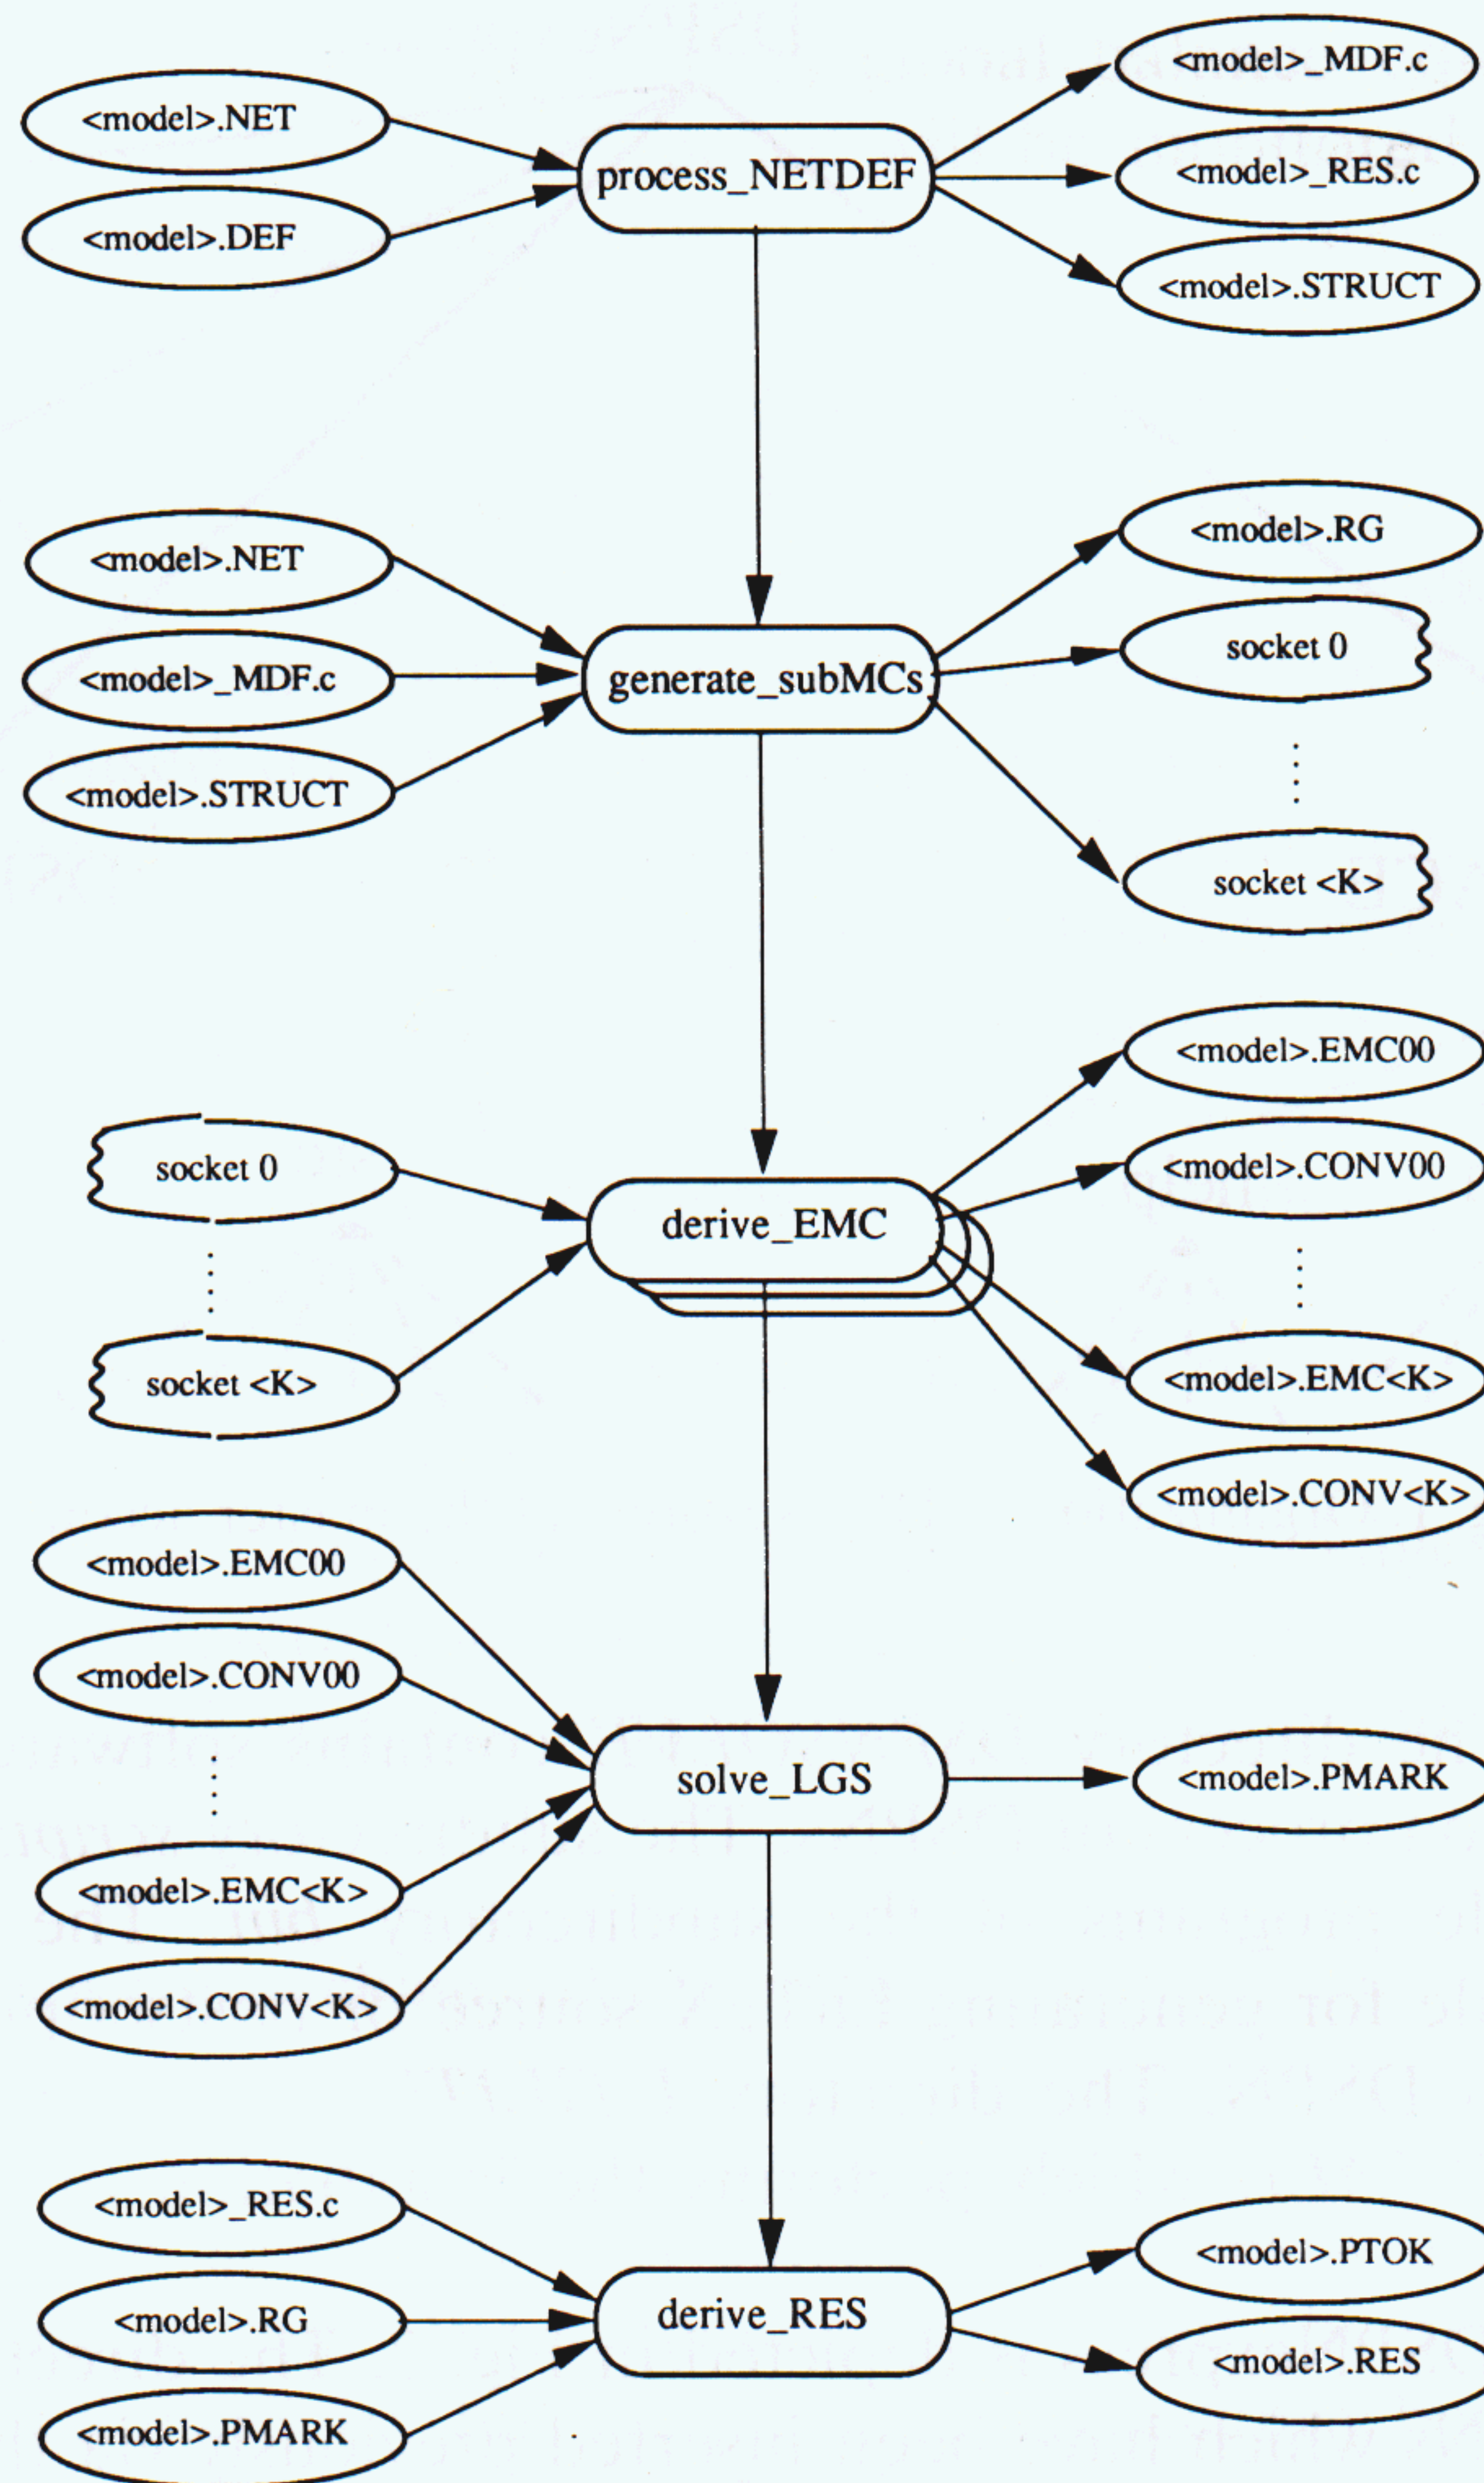 <model>.NET
<model>.DEF
process_NETDEF
<model>_MDF.c
<model>_RES.c
<model>.STRUCT
<model>.NET
<model>_MDF.c
<model>.STRUCT
generate_subMCs
<model>.RG
socket 0
socket <K>
socket 0
socket <K>
derive_EMC
<model>.EMC00
<model>.CONV00
<model>.EMC<K>
<model>.CONV<K>
<model>.EMC00
<model>.CONV00
<model>.EMC<K>
<model>.CONV<K>
solve_LGS
<model>.PMARK
<model>_RES.c
<model>.RG
<model>.PMARK
derive_RES
<model>.PTOK
<model>.RES